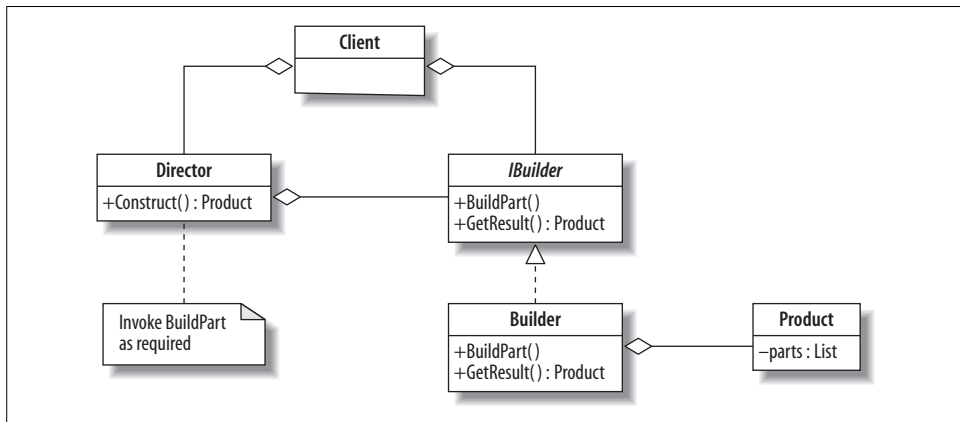 Client
Director
+Construct() : Product
IBuilder
+BuildPart()
+GetResult() : Product
Invoke BuildPart
as required
Builder
+BuildPart()
+GetResult() : Product
Product
–parts : List